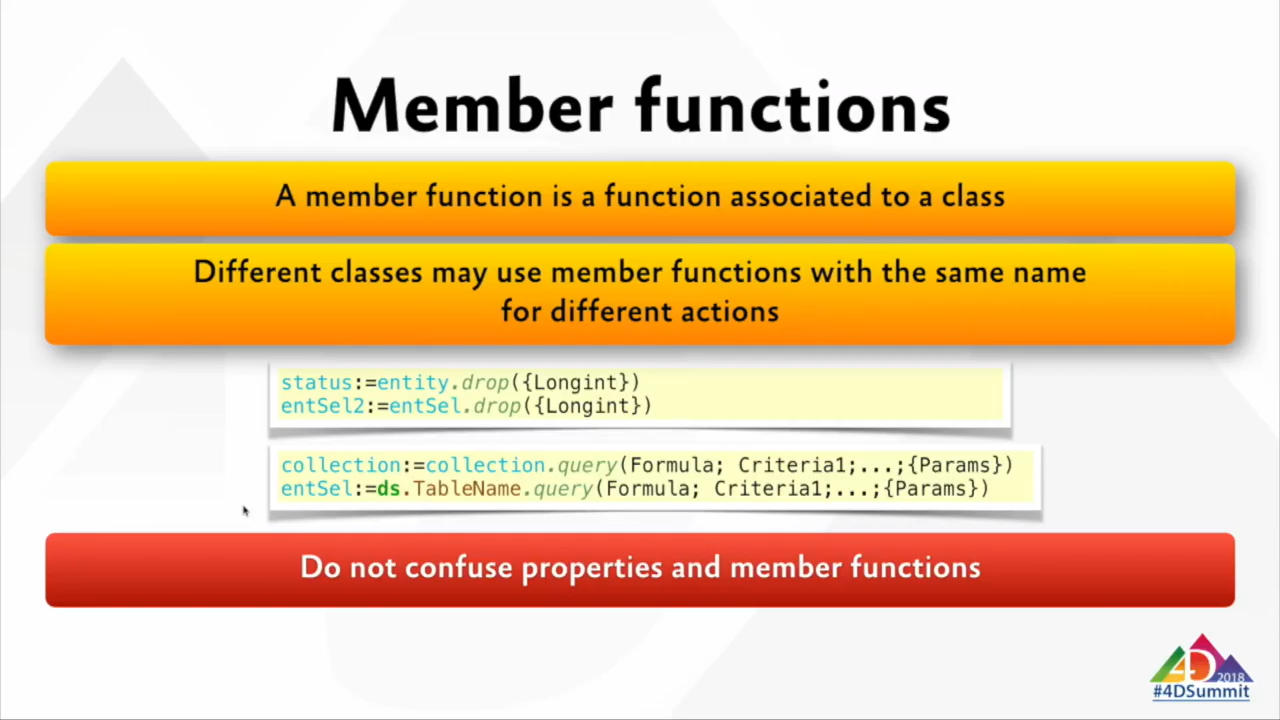 Member functions
A member function is a function associated to a class
Different classes may use member functions with the same name
for different actions
status:=entity.drop({Longint})
entSel2:=entSel.drop({Longint})
collection:=collection.query(Formula; Criteria1;...;{Params})
entSel:=ds.TableName.query(Formula; Criteria1;...;{Params})
Do not confuse properties and member functions
4D
2018
#4DSummit